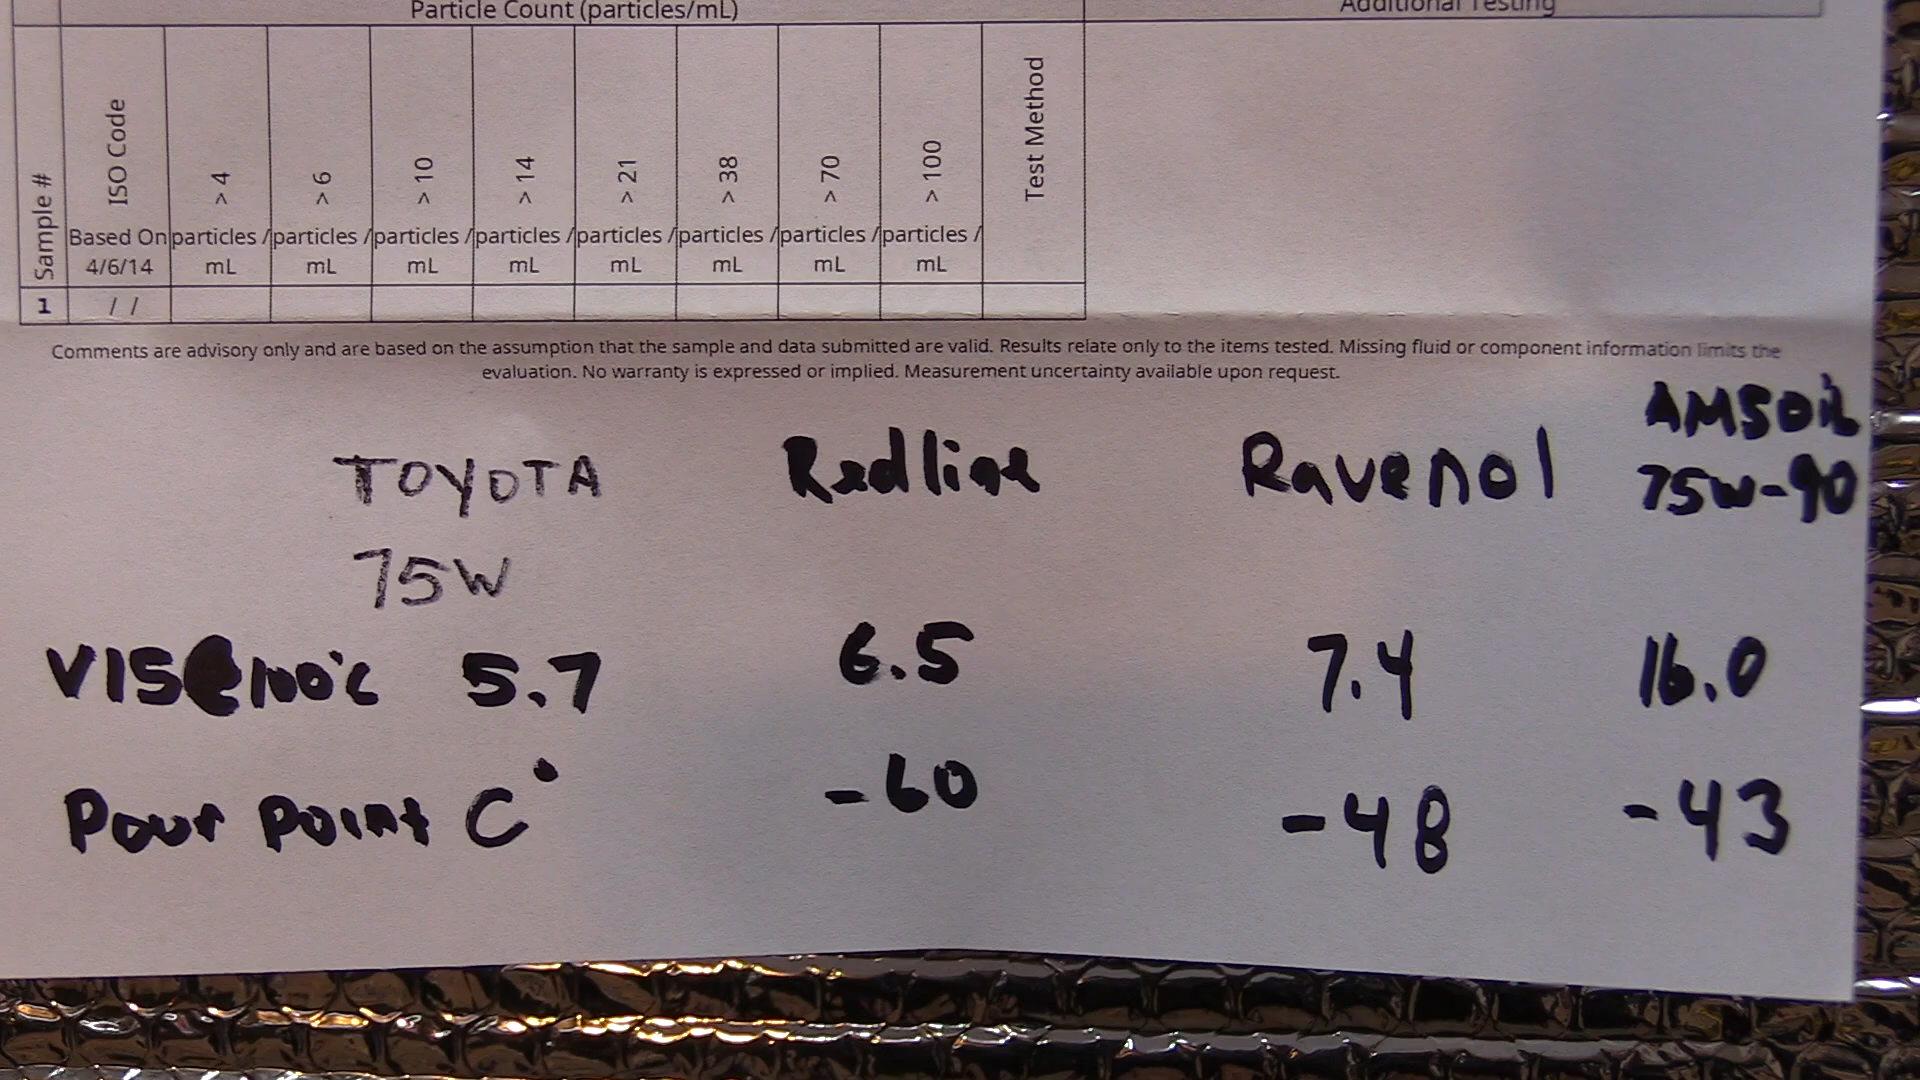 Particle Count (particles/mL)
Additional Testing
Sample #
ISO Code
Based On
4/6/14
> 4
particles /
mL
> 6
particles /
mL
> 10
particles /
mL
> 14
particles /
mL
> 21
particles /
mL
> 38
particles /
mL
> 70
particles /
mL
> 100
particles /
mL
Test Method
1 / /
Comments are advisory only and are based on the assumption that the sample and data submitted are valid. Results relate only to the items tested. Missing fluid or component information limits the
evaluation. No warranty is expressed or implied. Measurement uncertainty available upon request.
TOYOTA Redline Ravenol AMSOIL
75W 75W-90
VIS@100°C 5.7 6.5 7.4 16.0
Pour Point C° -60 -48 -43